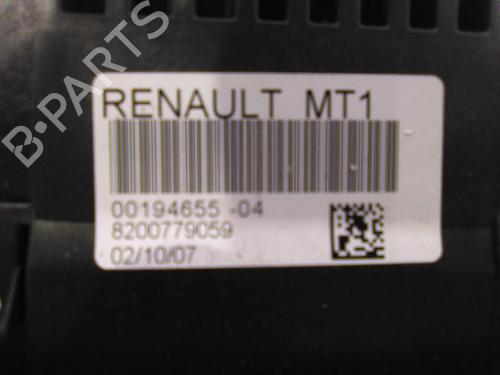 B-PARTS
RENAULT MT1
00194655 -04
8200779059
02/10/07